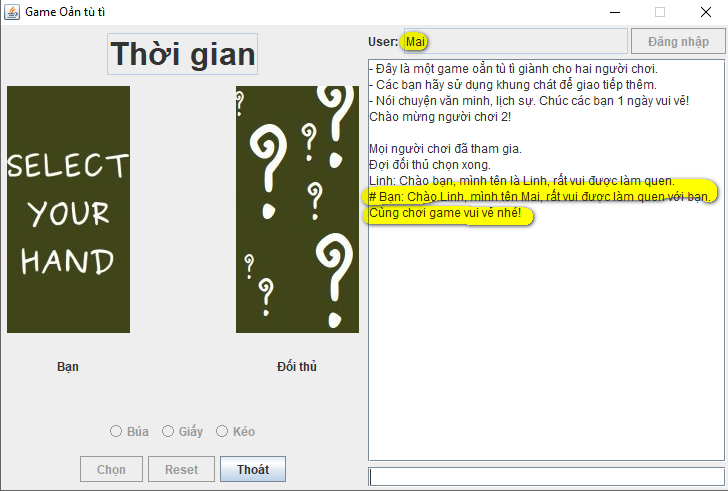 Game Oẳn tù tì
Thời gian
SELECT
YOUR
HAND
? ? ? ? ? ? ?
Bạn
Đối thủ
Búa Giấy Kéo
Chọn Reset Thoát
User: Mai Đăng nhập
- Đây là một game oẳn tù tì giành cho hai người chơi.
- Các bạn hãy sử dụng khung chát để giao tiếp thêm.
- Nói chuyện văn minh, lịch sự. Chúc các bạn 1 ngày vui vẻ!
Chào mừng người chơi 2!
Mọi người chơi đã tham gia.
Đợi đối thủ chọn xong.
Linh: Chào bạn, mình tên là Linh, rất vui được làm quen.
# Bạn: Chào Linh, mình tên Mai, rất vui được làm quen với bạn.
Cùng chơi game vui vẻ nhé!